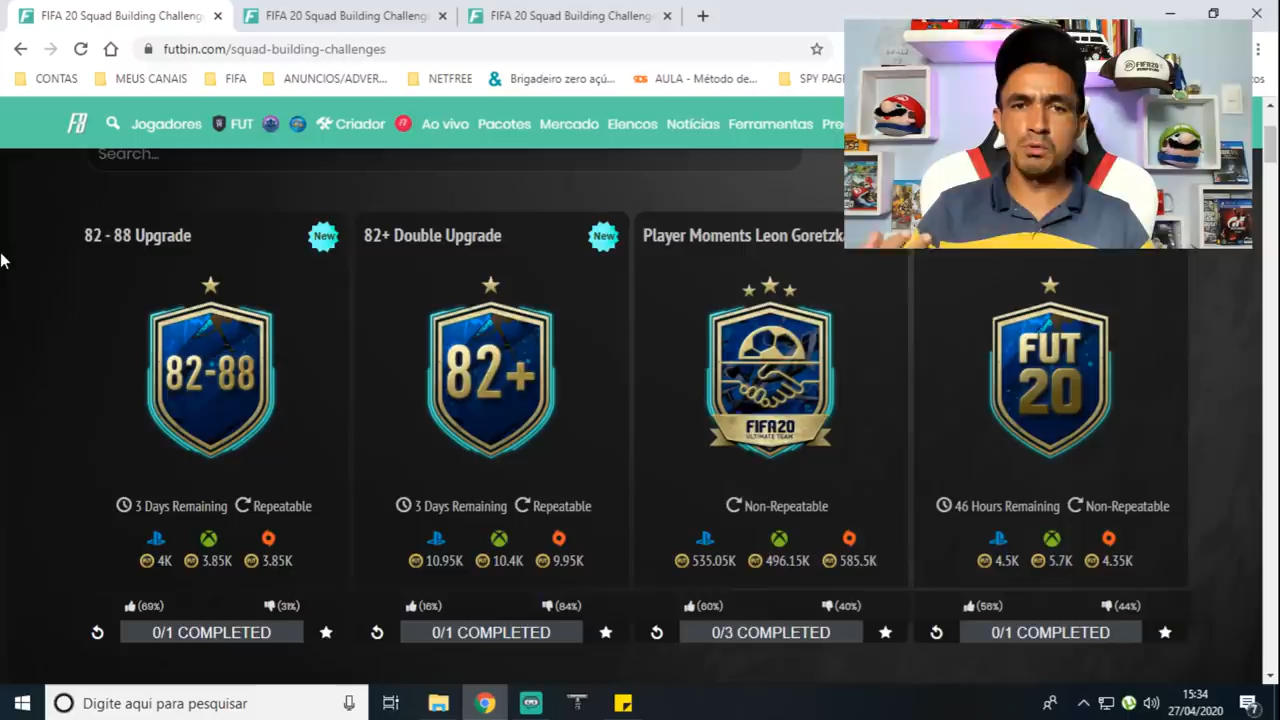 FIFA 20 Squad Building Challeng × FIFA 20 Squad Building Challeng × FIFA 20 Squad Building Challeng × +
futbin.com/squad-building-challenges
CONTAS MEUS CANAIS FIFA ANUNCIOS/ADVER... NETFREE Brigadeiro zero açú... AULA - Método de... SPY PAG
F8 Jogado FUT Criador Ao vivo Pacotes Mercado Elencos Notícias Ferramentas Pre
Search...
82 - 88 Upgrade New 82+ Double Upgrade New Player Moments Leon Goretzka
82-88 82+ FIFA20 ULTIMATE TEAM FUT 20
3 Days Remaining Repeatable 3 Days Remaining Repeatable Non-Repeatable 46 Hours Remaining Non-Repeatable
4K 3.85K 3.85K 10.95K 10.4K 9.95K 535.05K 496.15K 585.5K 4.5K 5.7K 4.35K
(69%) (31%) (16%) (84%) (60%) (40%) (56%) (44%)
0/1 COMPLETED 0/1 COMPLETED 0/3 COMPLETED 0/1 COMPLETED
Digite aqui para pesquisar
15:34
27/04/2020
7